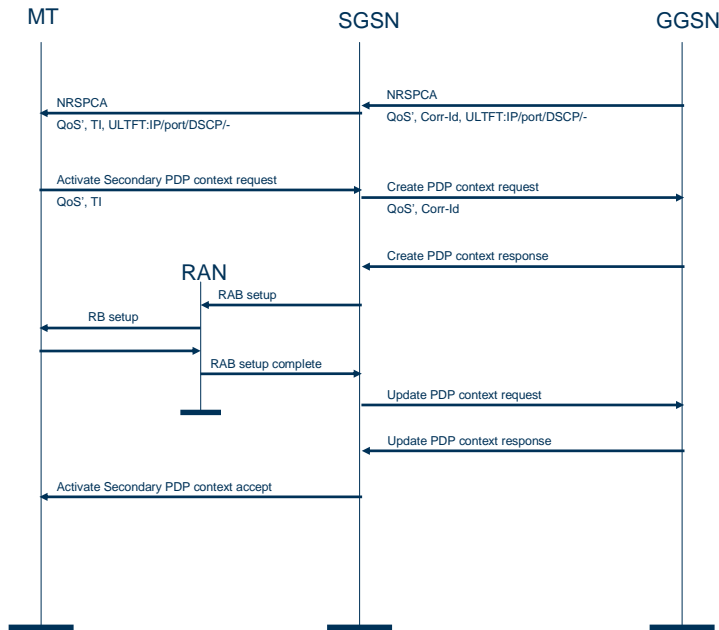 MT
SGSN
GGSN
NRSPCA
QoS', TI, ULTFT:IP/port/DSCP/-
NRSPCA
QoS', Corr-Id, ULTFT:IP/port/DSCP/-
Activate Secondary PDP context request
QoS', TI
Create PDP context request
QoS', Corr-Id
Create PDP context response
RAN
RAB setup
RB setup
RAB setup complete
Update PDP context request
Update PDP context response
Activate Secondary PDP context accept